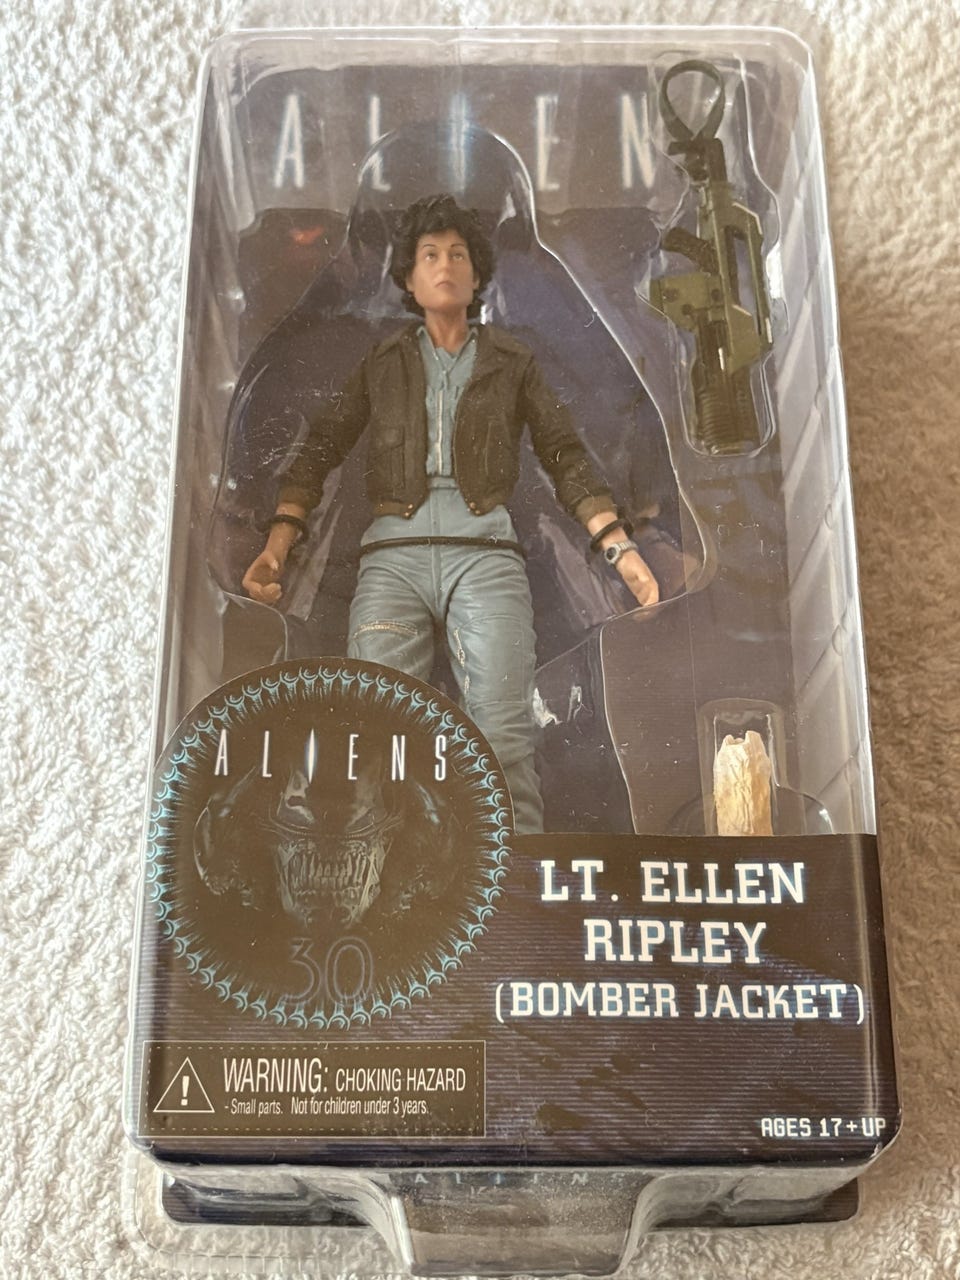 ALIEN
ALIENS
30
LT. ELLEN
RIPLEY
(BOMBER JACKET)
! WARNING: CHOKING HAZARD
- Small parts. Not for children under 3 years.
AGES 17+UP
ALIENS